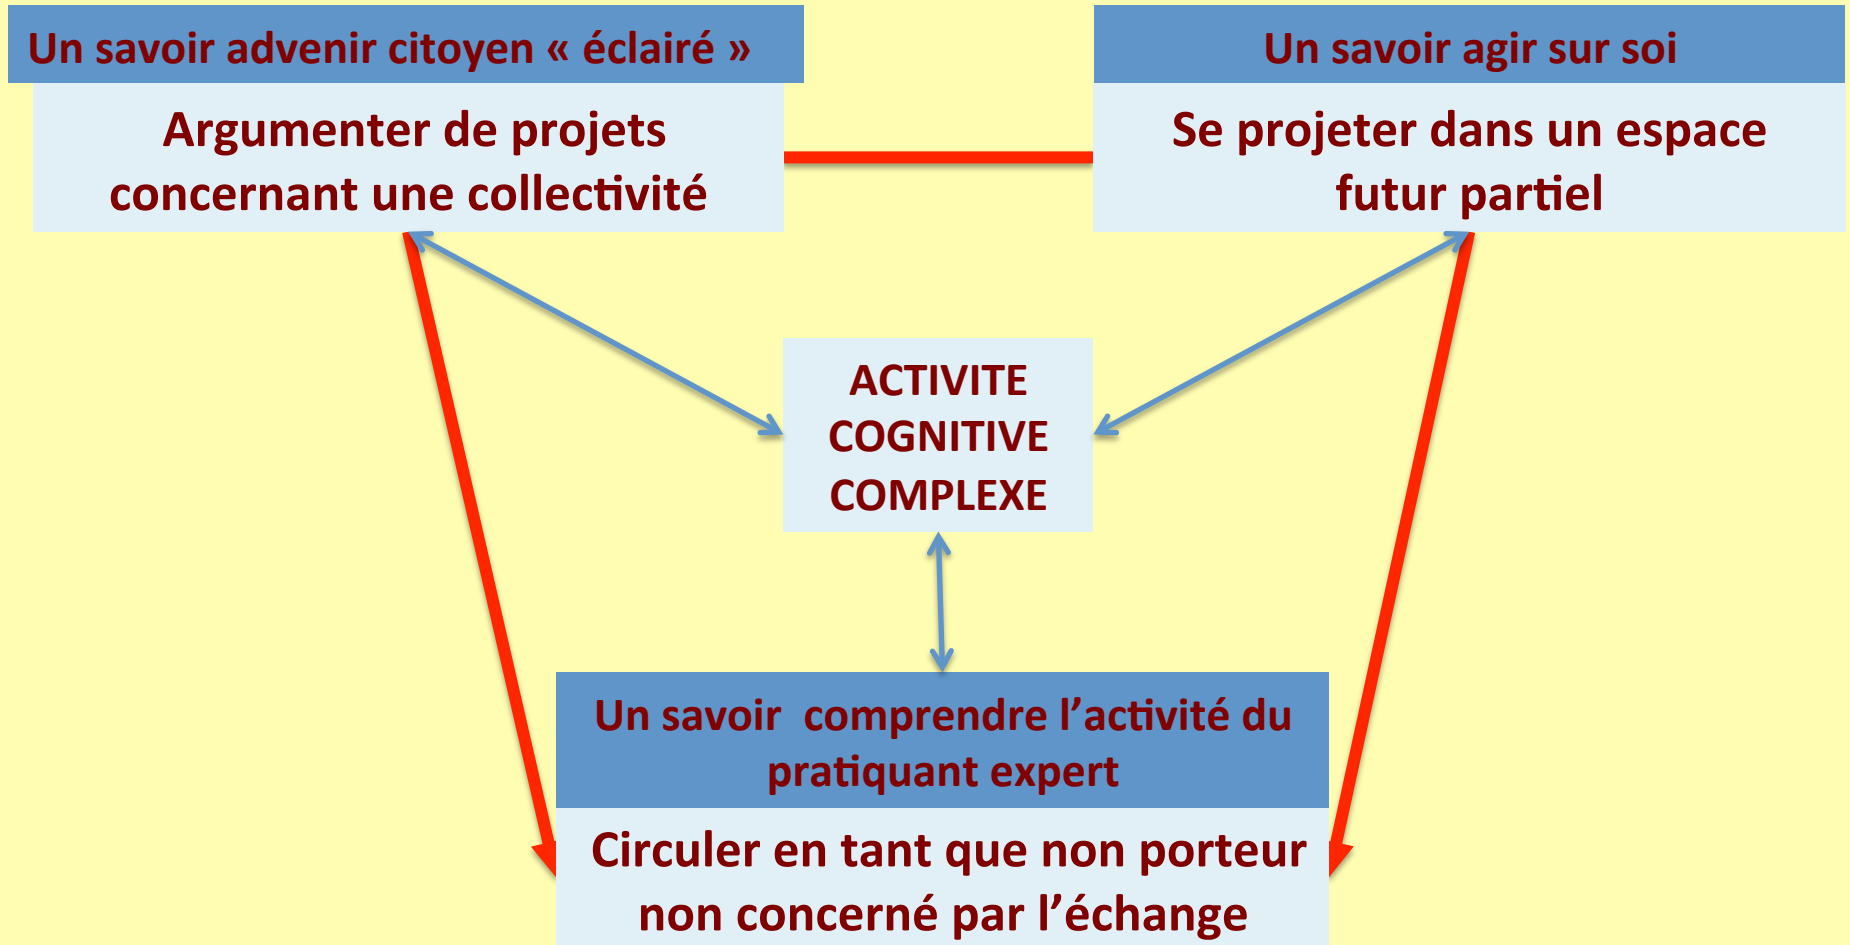 Un savoir advenir citoyen « éclairé »
Argumenter de projets
concernant une collectivité
Un savoir agir sur soi
Se projeter dans un espace
futur partiel
ACTIVITE
COGNITIVE
COMPLEXE
Un savoir comprendre l’activité du
pratiquant expert
Circuler en tant que non porteur
non concerné par l’échange